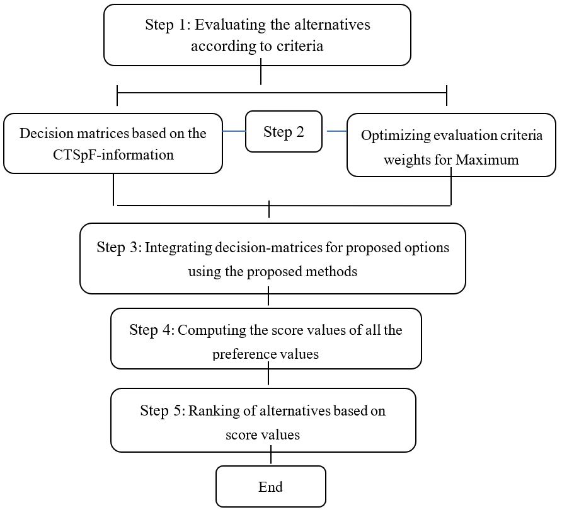 Step 1: Evaluating the alternatives
according to criteria
Decision matrices based on the
CTSpF-information
Step 2
Optimizing evaluation criteria
weights for Maximum
Step 3: Integrating decision-matrices for proposed options
using the proposed methods
Step 4: Computing the score values of all the
preference values
Step 5: Ranking of alternatives based on
score values
End